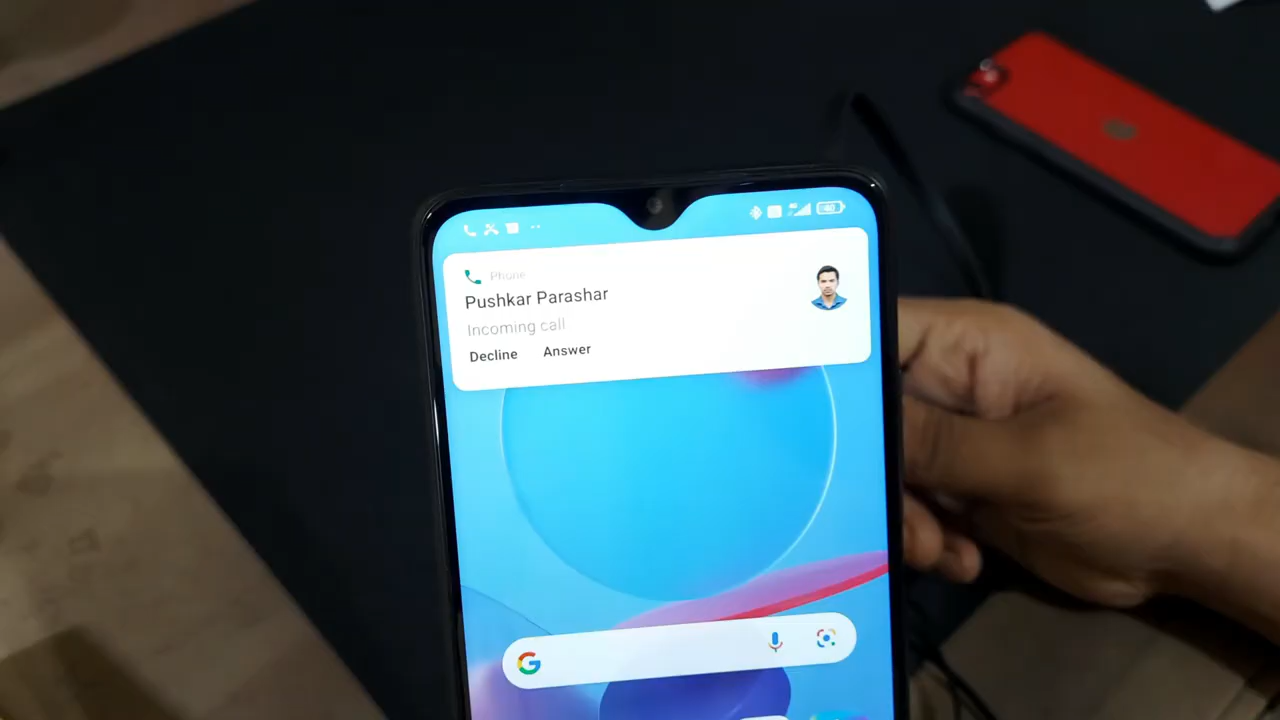 Phone
Pushkar Parashar
Incoming call
Decline Answer
G